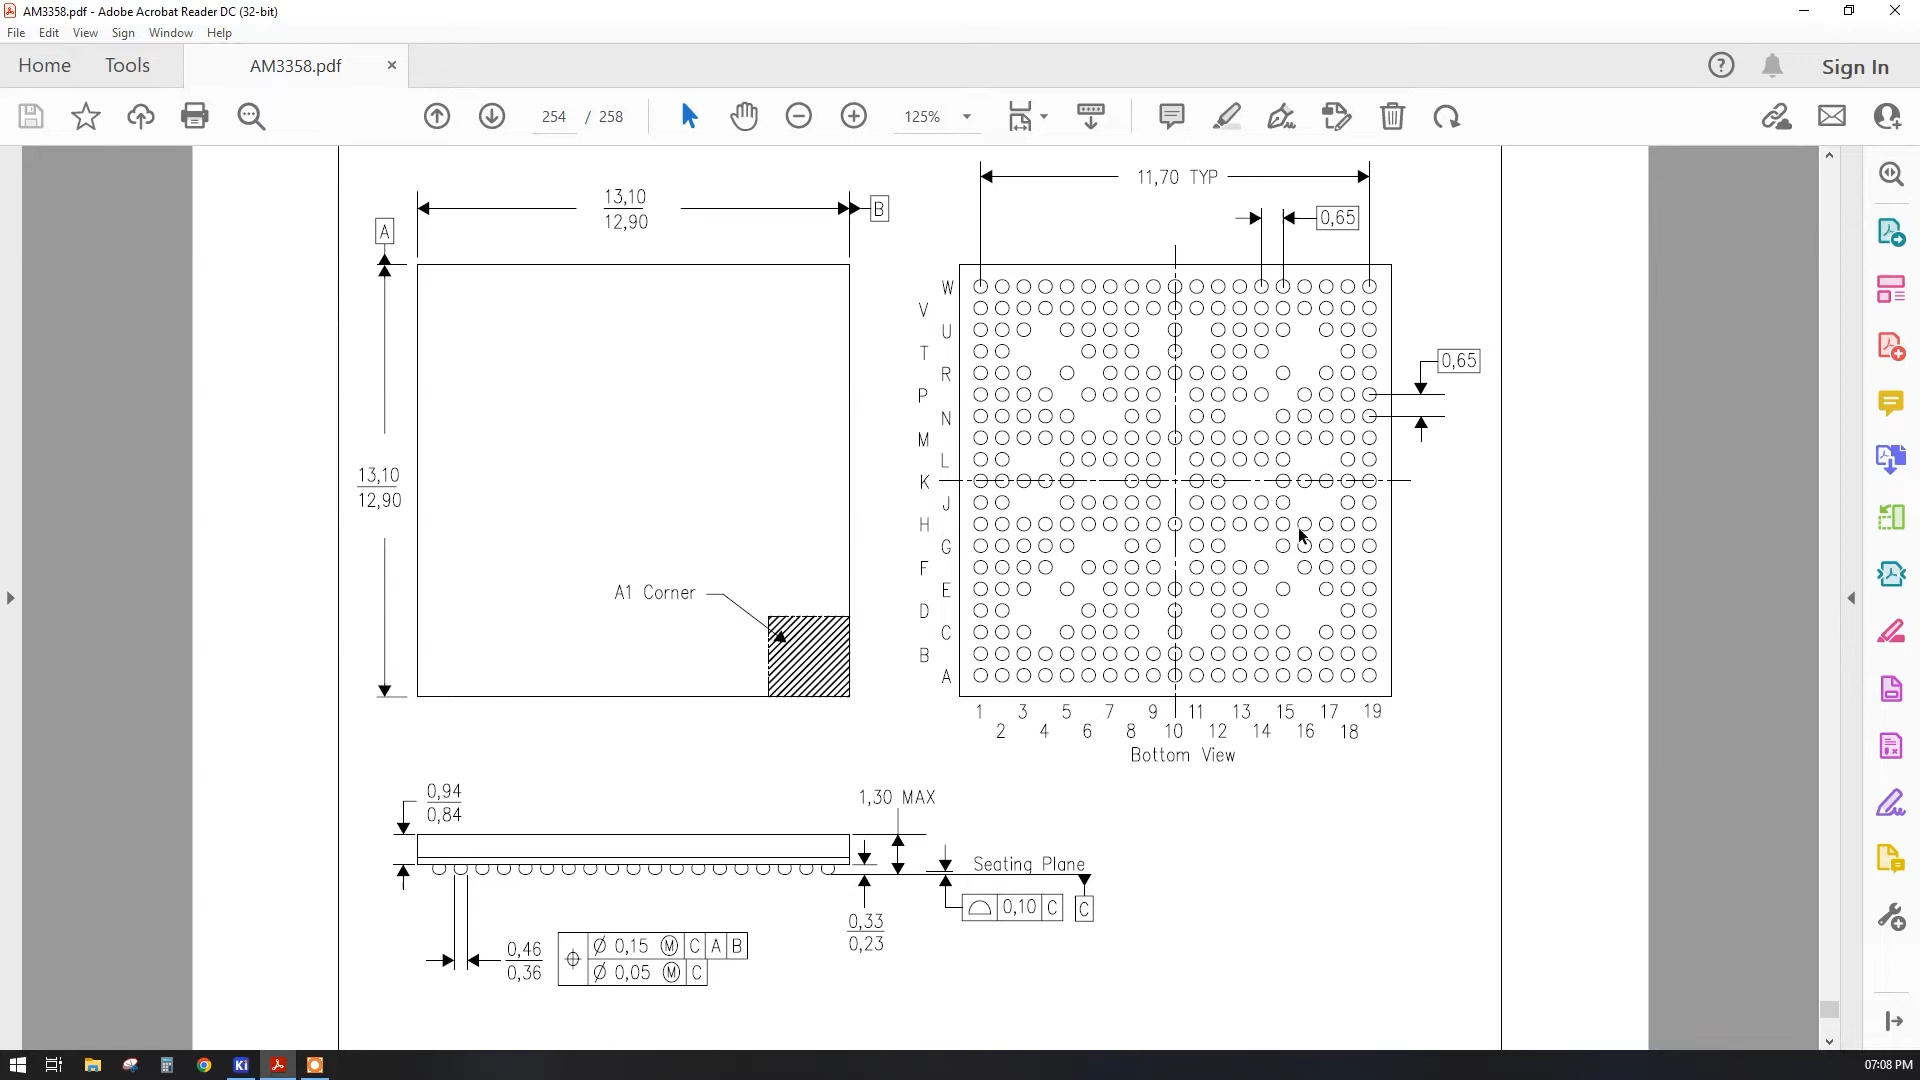 AM3358.pdf - Adobe Acrobat Reader DC (32-bit)
File Edit View Sign Window Help
Home Tools AM3358.pdf × Sign In
254 / 258 125%
11,70 TYP
13,10
12,90
B
0,65
A
W
V
U
T
R
0,65
P
N
M
L
13,10
12,90
K
J
H
G
F
A1 Corner
E
D
C
B
A
1 3 5 7 9 11 13 15 17 19
2 4 6 8 10 12 14 16 18
Bottom View
0,94
0,84
1,30 MAX
Seating Plane
0,10 C
C
0,33
0,23
0,46
0,36
Ø 0,15 Ⓜ C A B
Ø 0,05 Ⓜ C
Ki
07:08 PM